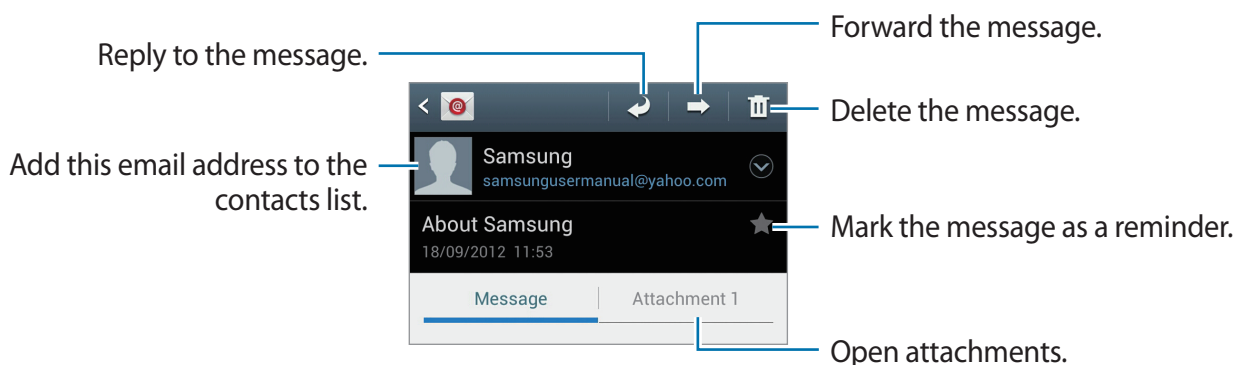 Forward the message.
Reply to the message.
Delete the message.
Add this email address to the
contacts list.
Samsung
samsungusermanual@yahoo.com
About Samsung
18/09/2012 11:53
Mark the message as a reminder.
Message
Attachment 1
Open attachments.